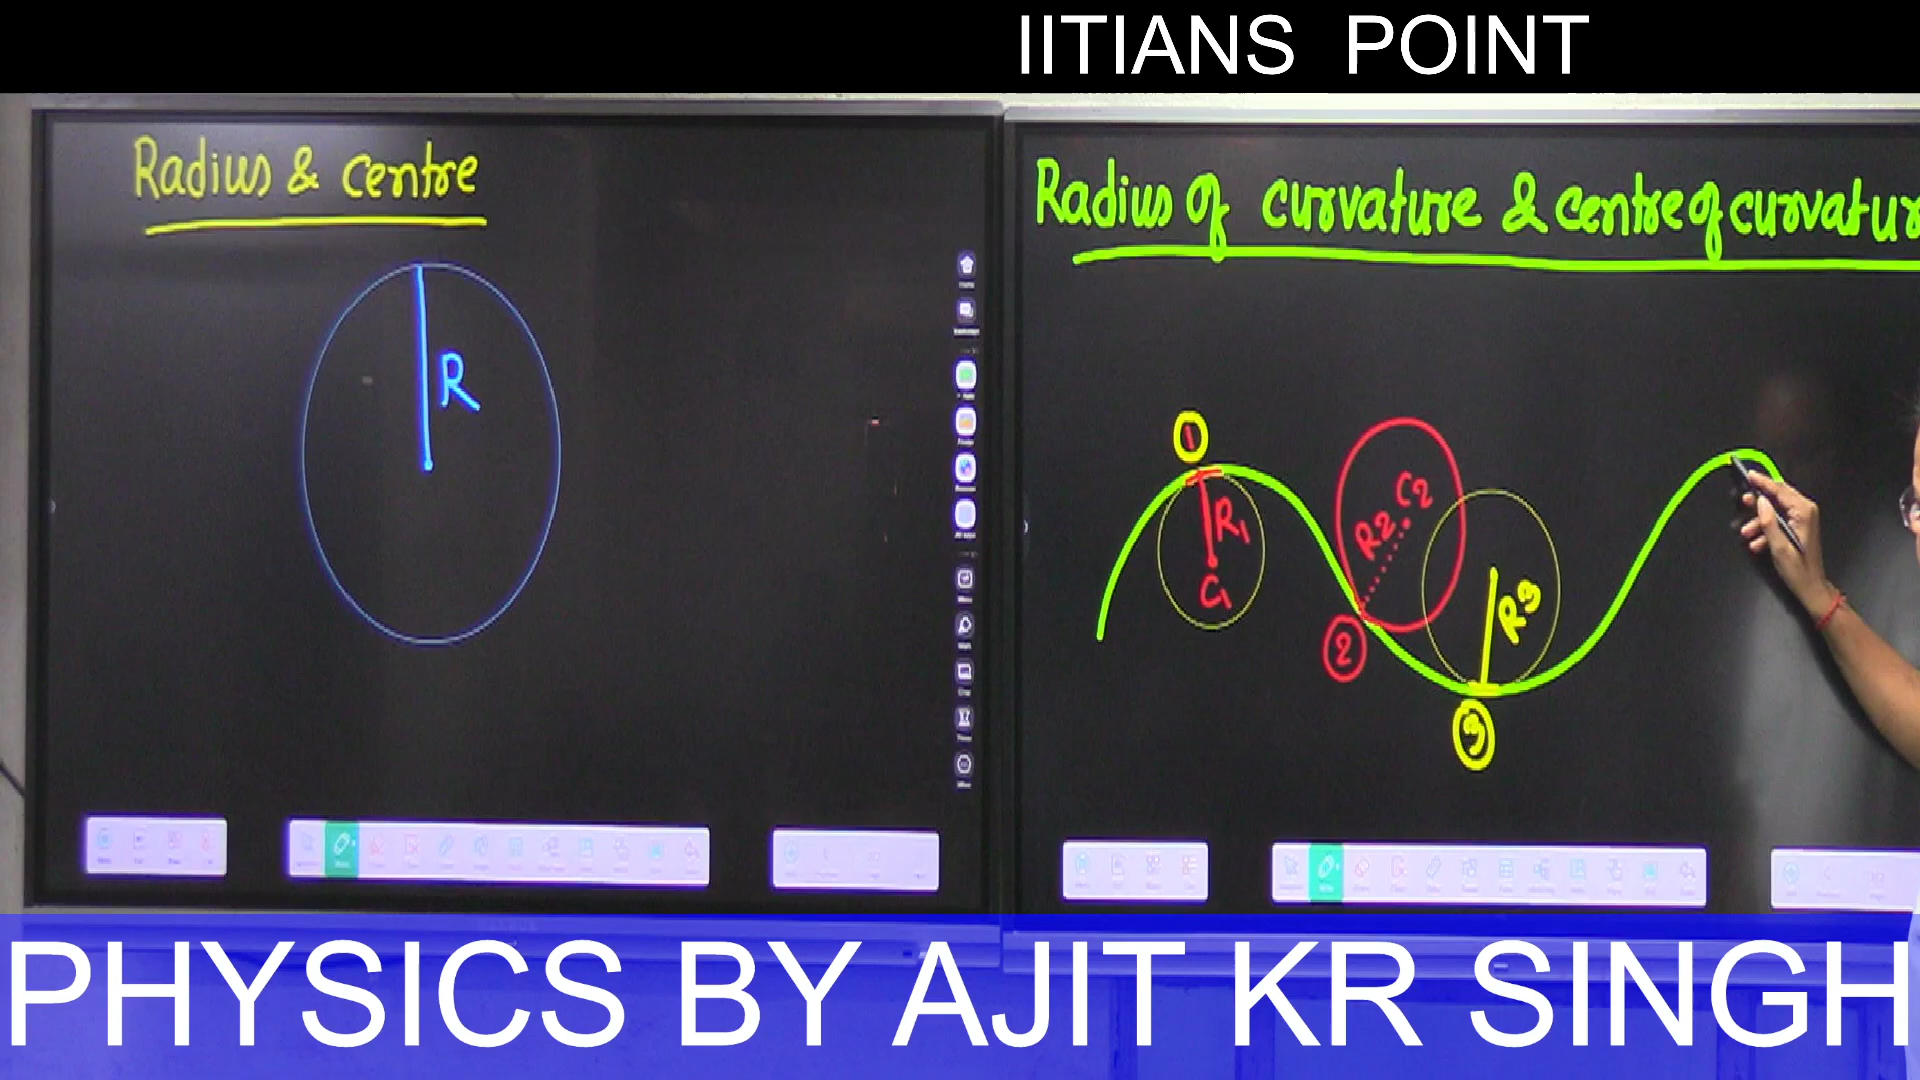 IITIANS POINT
Radius & centre
R
Radius of curvature & centre of curvatur
1
R1
C1
C2
R2
2
R3
3
PHYSICS BY AJIT KR SINGH